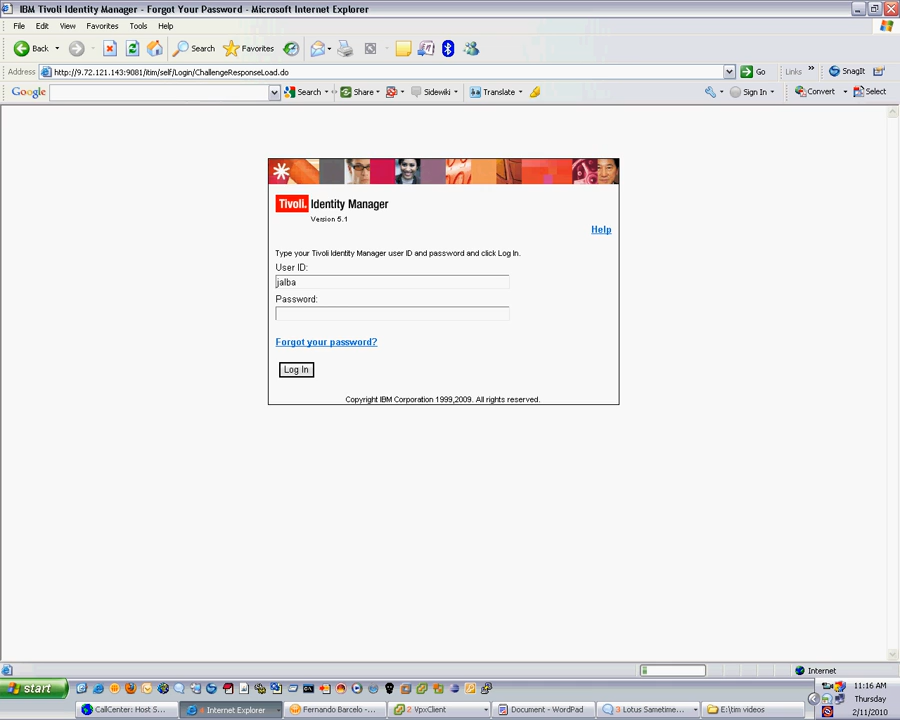 IBM Tivoli Identity Manager - Forgot Your Password - Microsoft Internet Explorer
File Edit View Favorites Tools Help
Back Search Favorites
Address http://9.72.121.143:9081/itim/self/Login/ChallengeResponseLoad.do Go Links » SnagIt
Google Search Share Sidewiki Translate Sign In Convert Select
Tivoli. Identity Manager
Version 5.1
Help
Type your Tivoli Identity Manager user ID and password and click Log In.
User ID:
jalba
Password:
Forgot your password?
Log In
Copyright IBM Corporation 1999,2009. All rights reserved.
Internet
start
11:16 AM
Thursday
2/11/2010
CallCenter: Host S... 4 Internet Explorer Fernando Barcelo -... 2 VpxClient Document - WordPad 3 Lotus Sametime... E:\tim videos